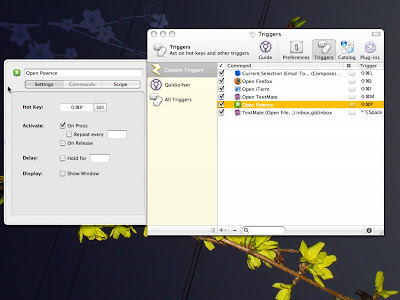 Triggers
Triggers
Act on hot keys and other triggers
Guide
Preferences
Triggers
Catalog
Plug-ins
Open Pownce
Settings
Commands
Scope
Hot Key:
⇧⌘P
Edit
Activate:
On Press
Repeat every
On Release
Delay:
Hold for
Display:
Show Window
Current Triggers
Quicksilver
All Triggers
Command
Trigger
Current Selection (Email To... (Compose)...
Open Firefox
Open iTerm
Open TextMate
⇧⌘M
Open Pownce
⇧⌘P
TextMate (Open File...) inbox.gtdinbox
^⌥Space